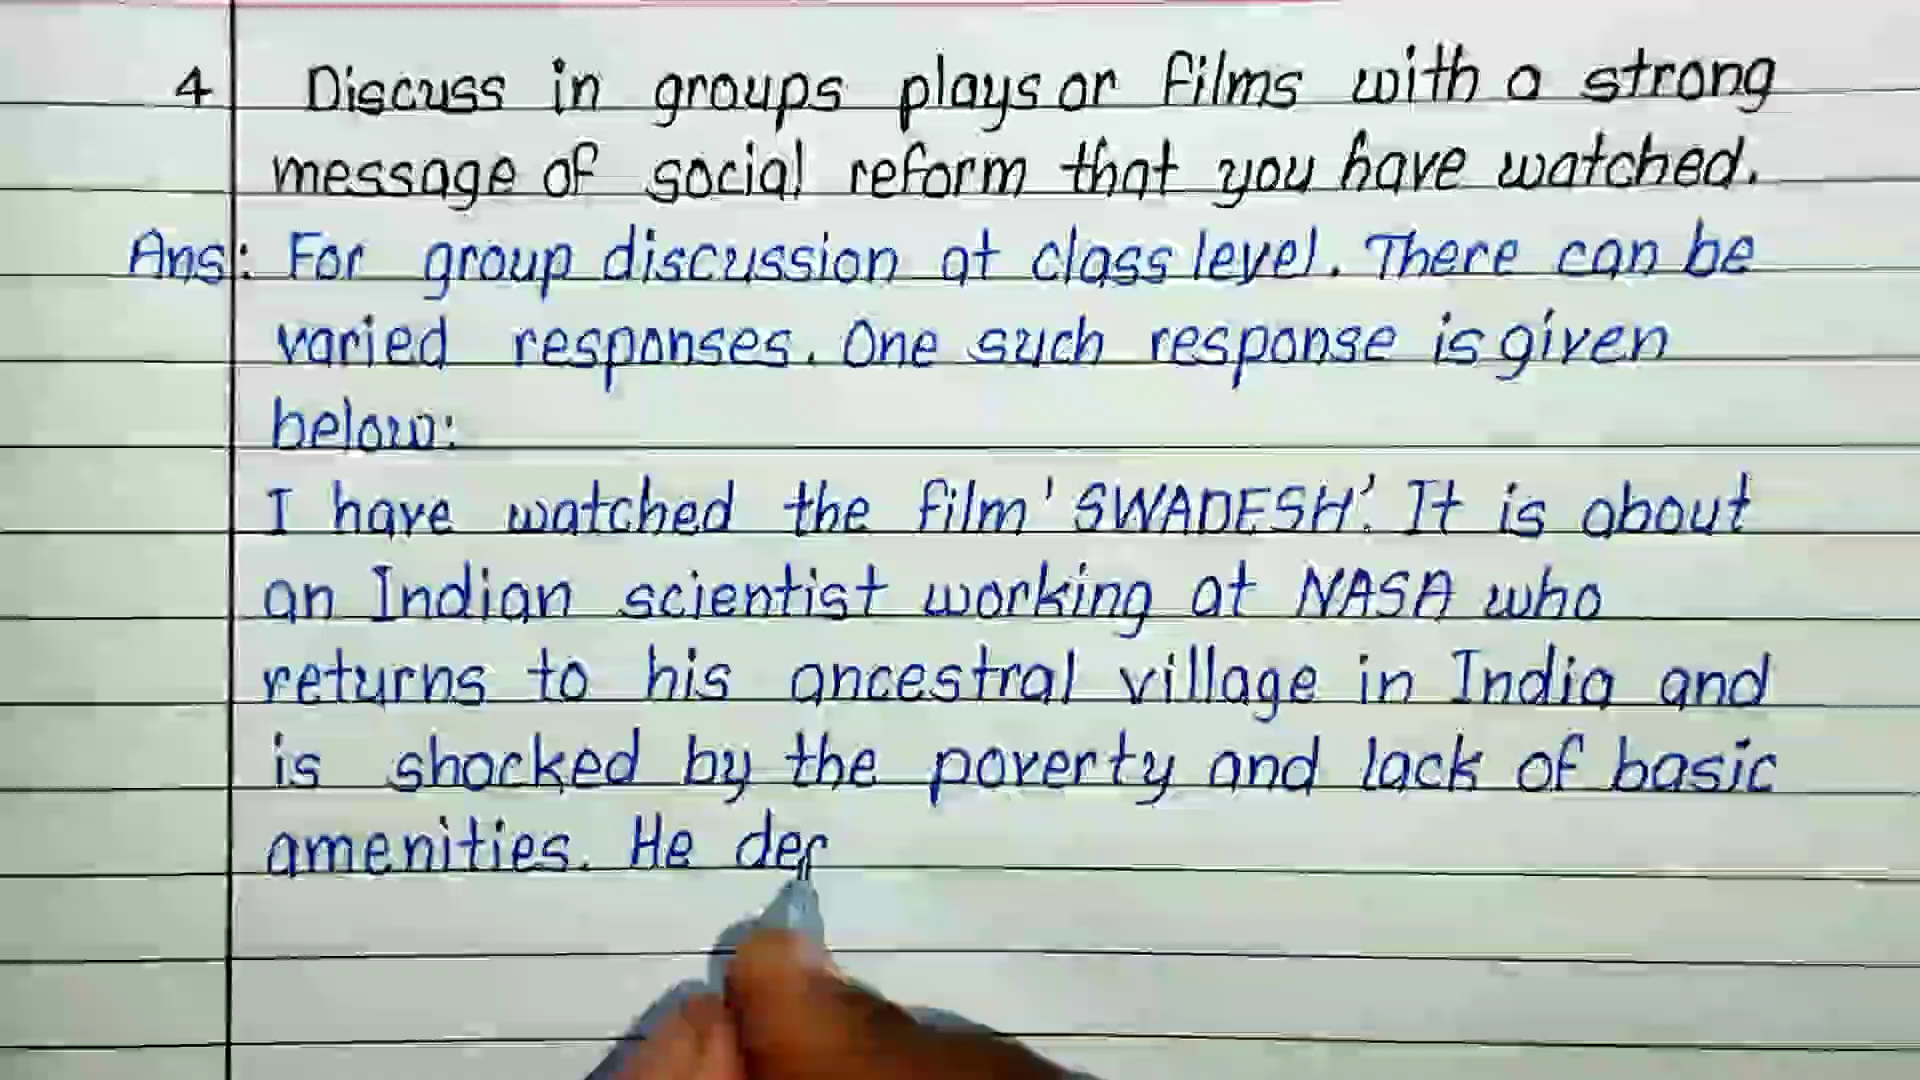 4 Discuss in groups plays or films with a strong
message of social reform that you have watched.
Ans: For group discussion at class level. There can be
varied responses. One such response is given
below:
I have watched the film 'SWADESH'. It is about
an Indian scientist working at NASA who
returns to his ancestral village in India and
is shocked by the poverty and lack of basic
amenities. He